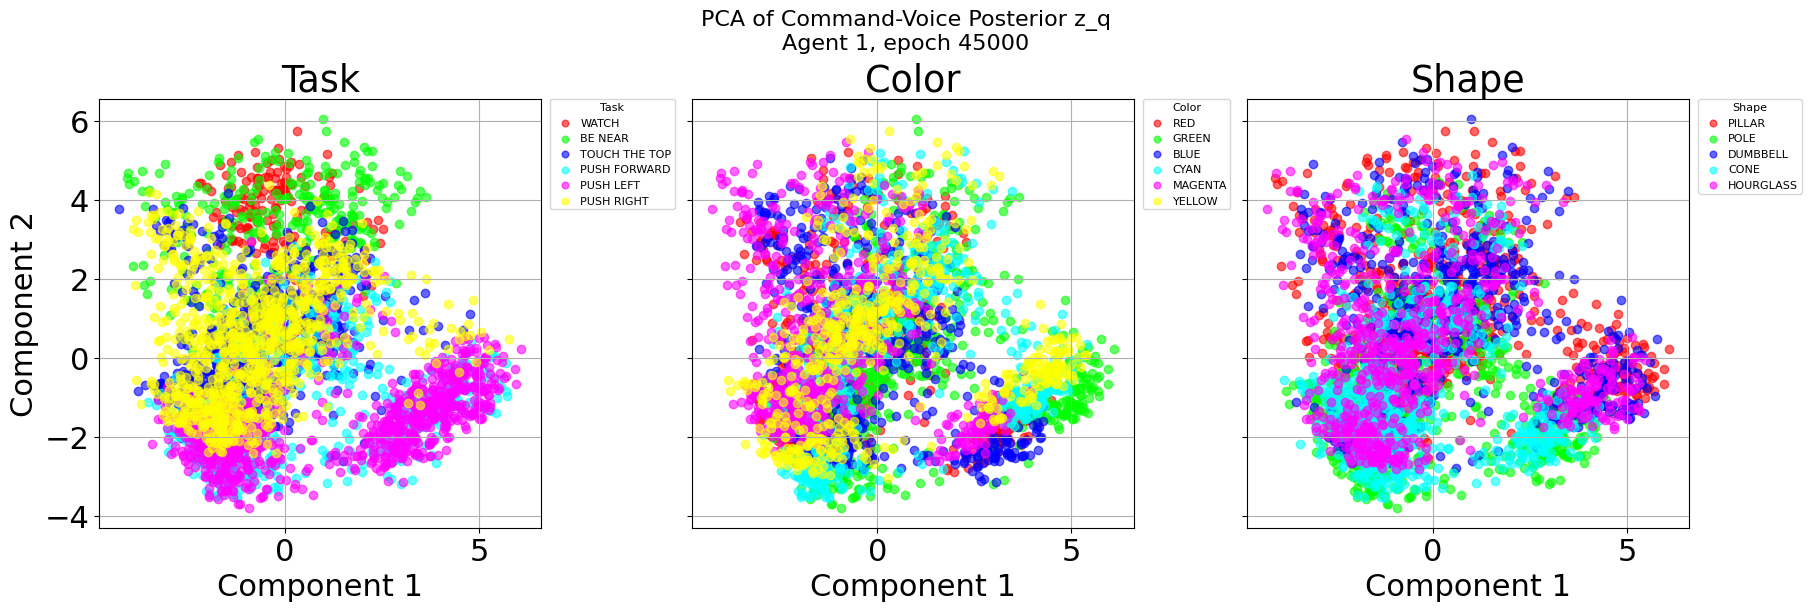 PCA of Command-Voice Posterior z_q
Agent 1, epoch 45000
Task
Color
Shape
Component 2
6
4
2
0
−2
−4
0
5
Component 1
Task
WATCH
BE NEAR
TOUCH THE TOP
PUSH FORWARD
PUSH LEFT
PUSH RIGHT
0
5
Component 1
Color
RED
GREEN
BLUE
CYAN
MAGENTA
YELLOW
0
5
Component 1
Shape
PILLAR
POLE
DUMBBELL
CONE
HOURGLASS